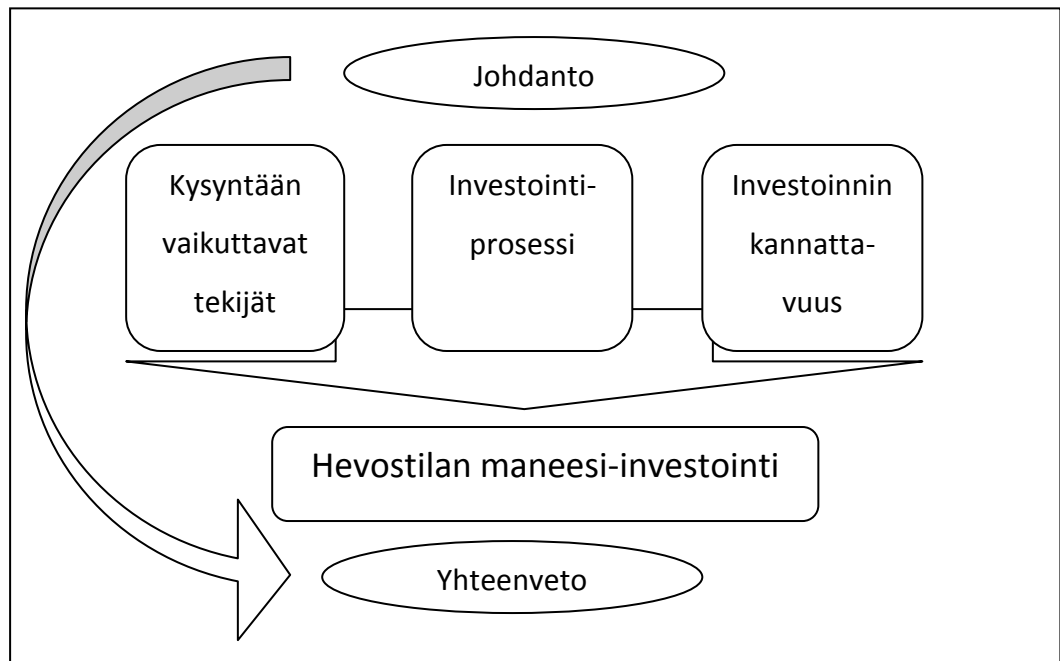 Johdanto
Kysyntään
vaikuttavat
tekijät
Investointi-
prosessi
Investoinnin
kannatta-
vuus
Hevostilan maneesi-investointi
Yhteenveto